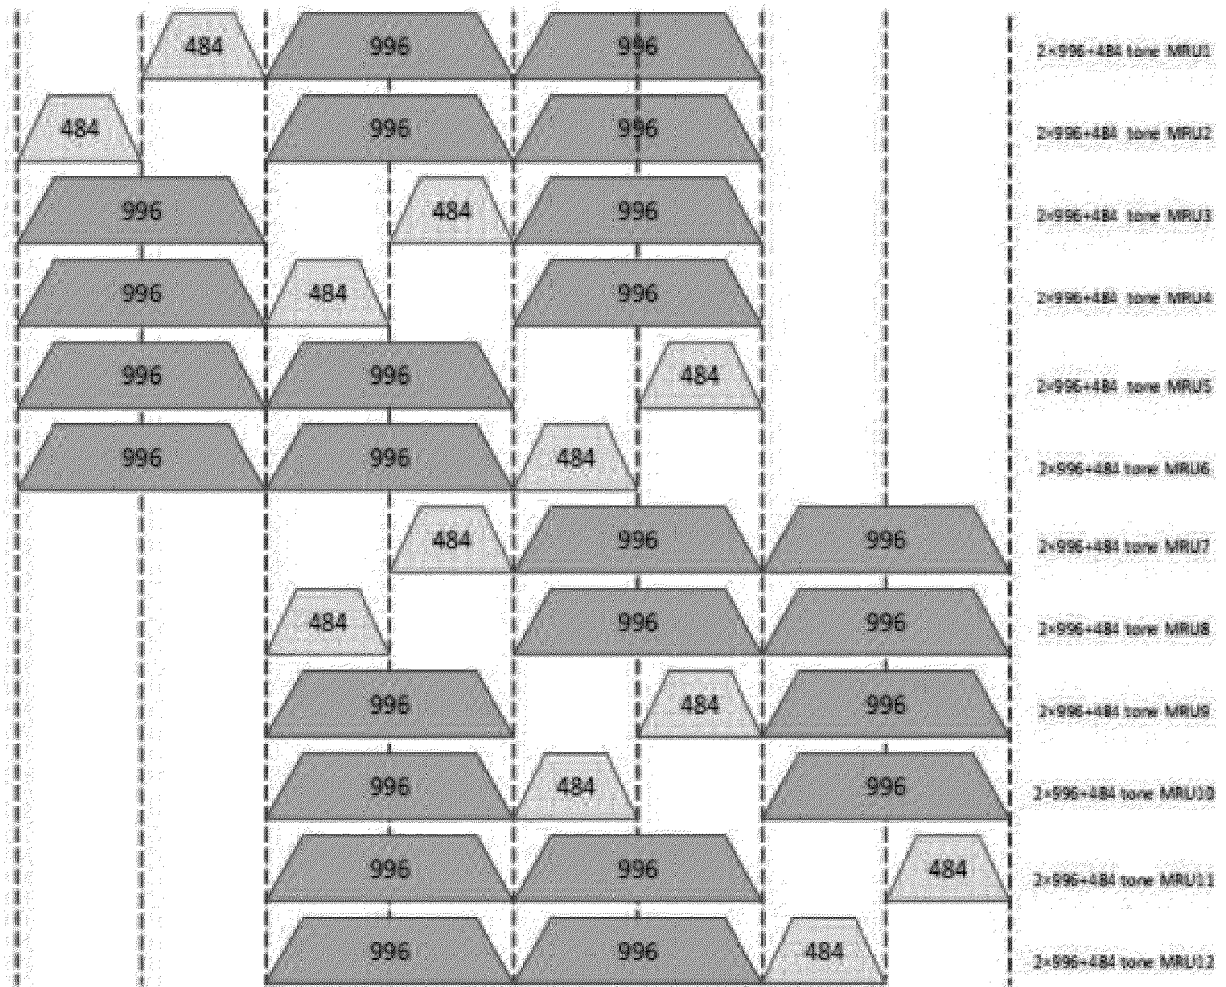 484 996 996 2×996+484 tone MRU1
484 996 996 2×996+484 tone MRU2
996 484 996 2×996+484 tone MRU3
996 484 996 2×996+484 tone MRU4
996 996 484 2×996+484 tone MRU5
996 996 484 2×996+484 tone MRU6
484 996 996 2×996+484 tone MRU7
484 996 996 2×996+484 tone MRU8
996 484 996 2×996+484 tone MRU9
996 484 996 2×996+484 tone MRU10
996 996 484 2×996+484 tone MRU11
996 996 484 2×996+484 tone MRU12